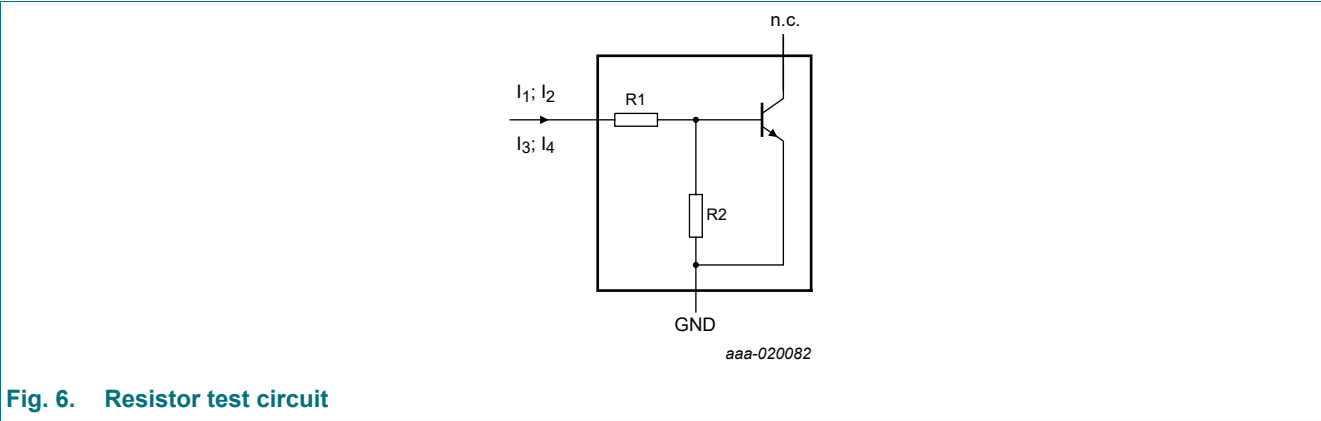 n.c.
I1; I2
R1
I3; I4
R2
GND
aaa-020082
Fig. 6. Resistor test circuit